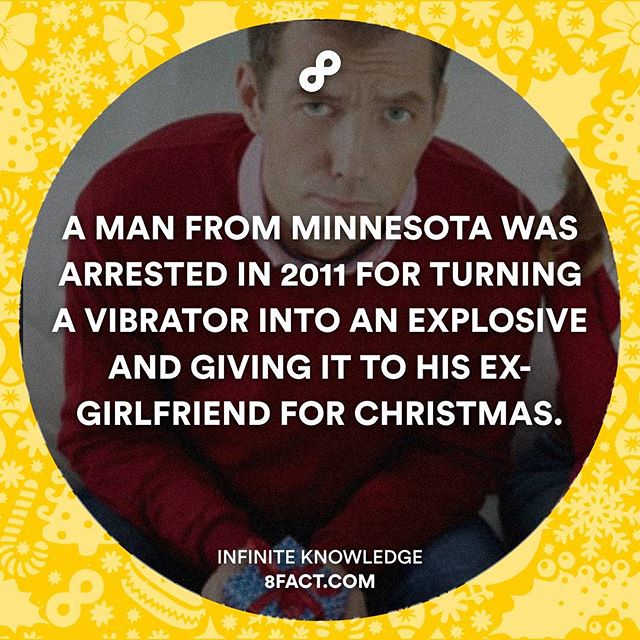 A MAN FROM MINNESOTA WAS
ARRESTED IN 2011 FOR TURNING
A VIBRATOR INTO AN EXPLOSIVE
AND GIVING IT TO HIS EX-
GIRLFRIEND FOR CHRISTMAS.
INFINITE KNOWLEDGE
8FACT.COM